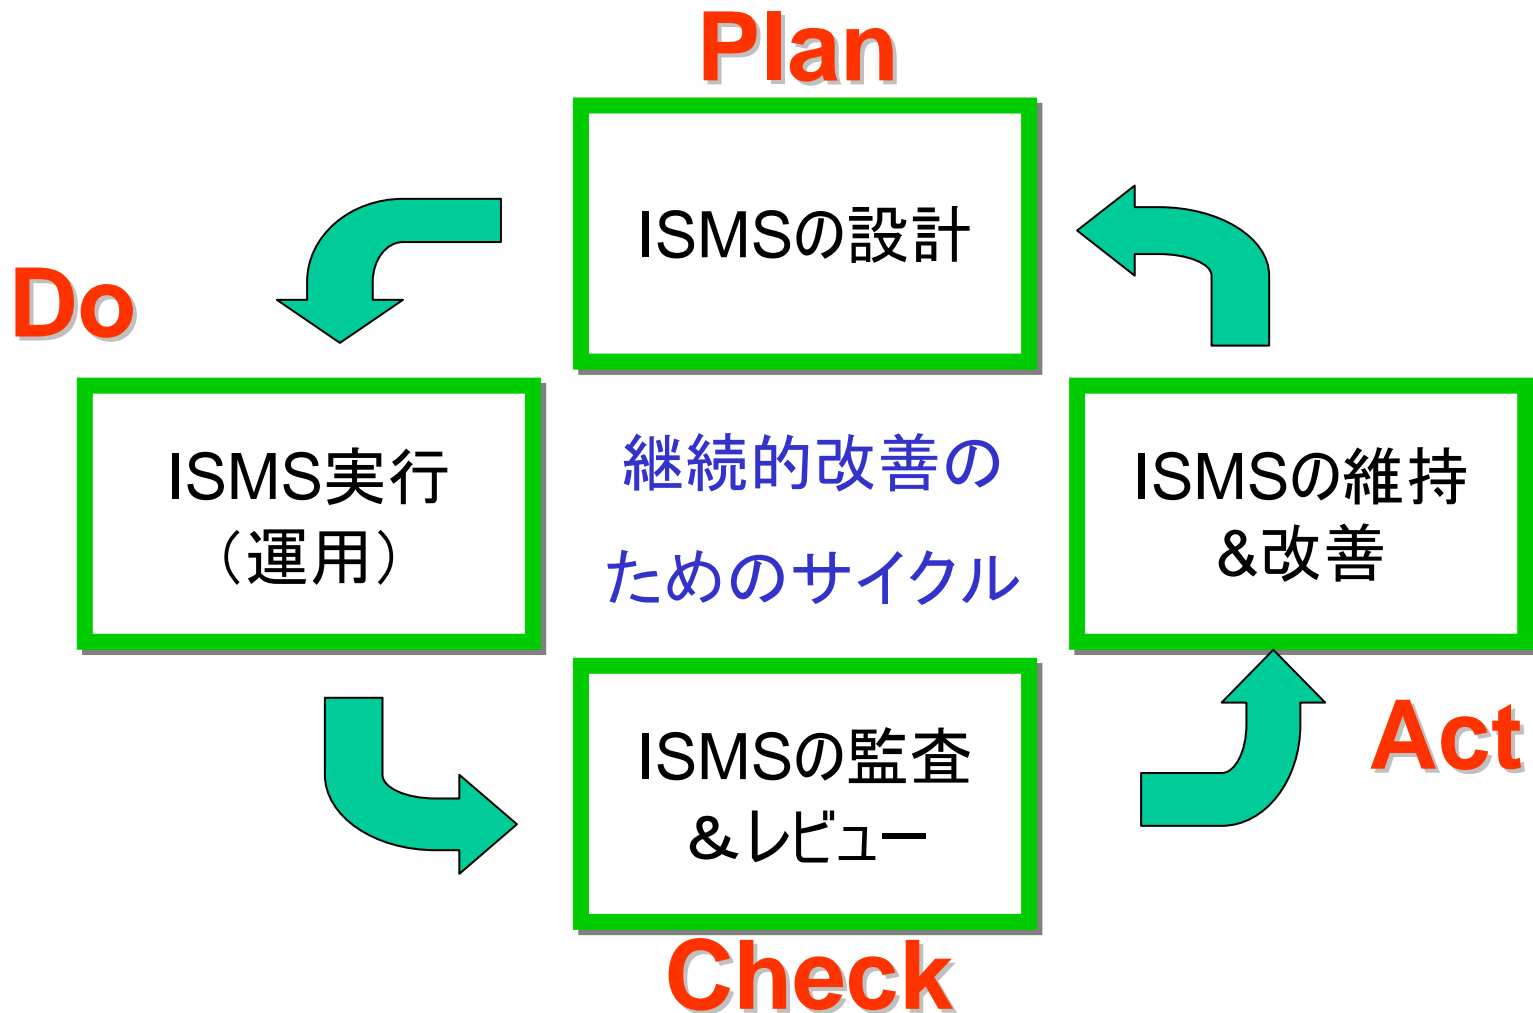 Plan
ISMSの設計
Do
ISMS実行
（運用）
継続的改善の
ためのサイクル
ISMSの維持
&改善
ISMSの監査
&レビュー
Act
Check